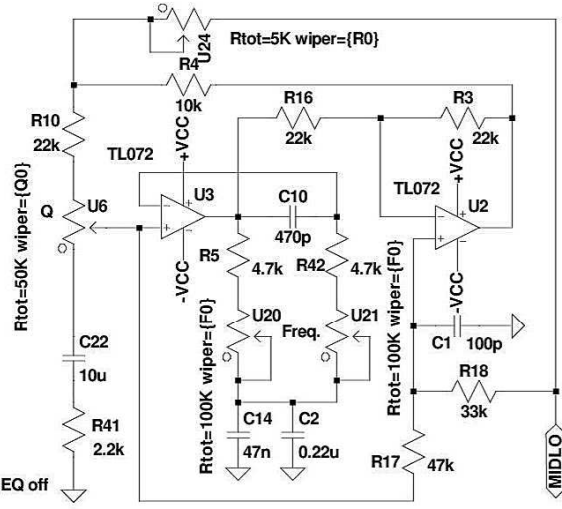 Rtot=5K wiper={R0}
U24
R4
10k
R10
22k
+VCC
TL072
U3
-VCC
R16
22k
R3
22k
+VCC
TL072
U2
-VCC
Q
U6
Rtot=50K wiper={Q0}
C10
470p
R5
4.7k
R42
4.7k
U20
Freq.
U21
Rtot=100K wiper={F0}
Rtot=100K wiper={F0}
C1
100p
C22
10u
R18
33k
R41
2.2k
C14
47n
C2
0.22u
R17
47k
MIDLO
EQ off